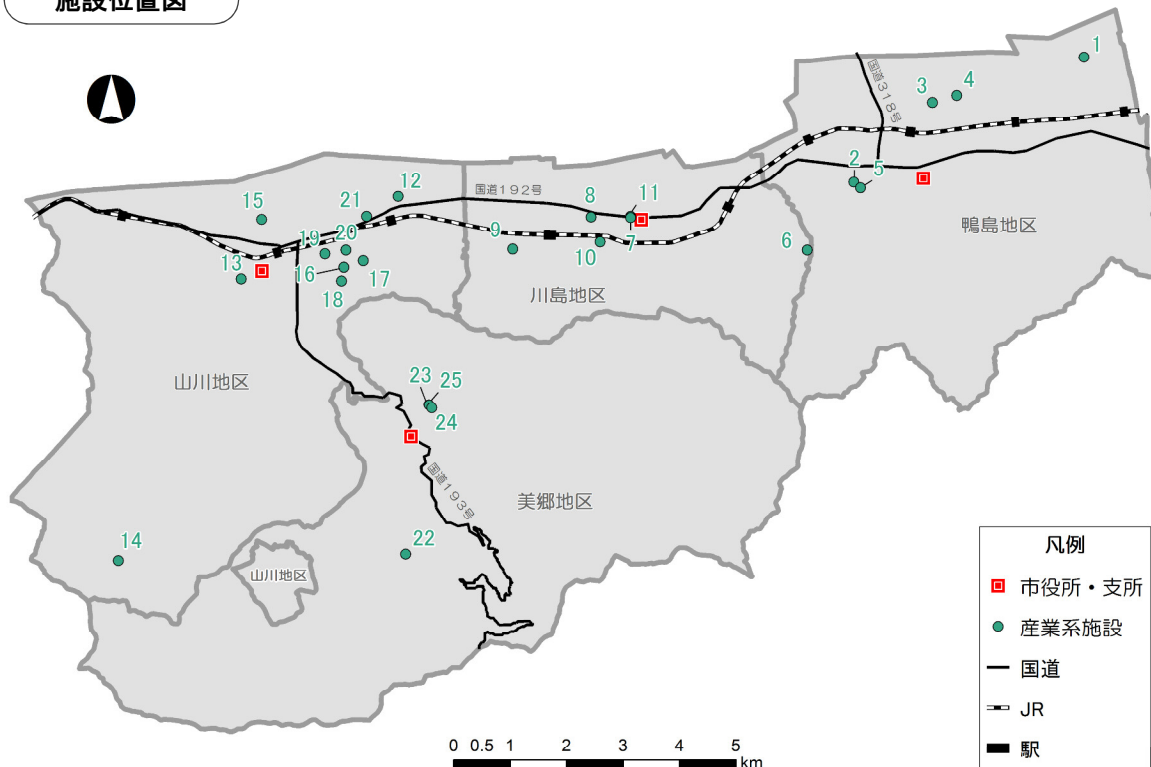 施設位置図
1
3
4
国道318号
2
5
12
15
21
国道192号
8
11
鴨島地区
19
20
9
10
7
6
13
16
17
18
川島地区
山川地区
23
25
24
国道193号
美郷地区
14
22
山川地区
凡例
市役所・支所
産業系施設
国道
JR
駅
0 0.5 1 2 3 4 5
km